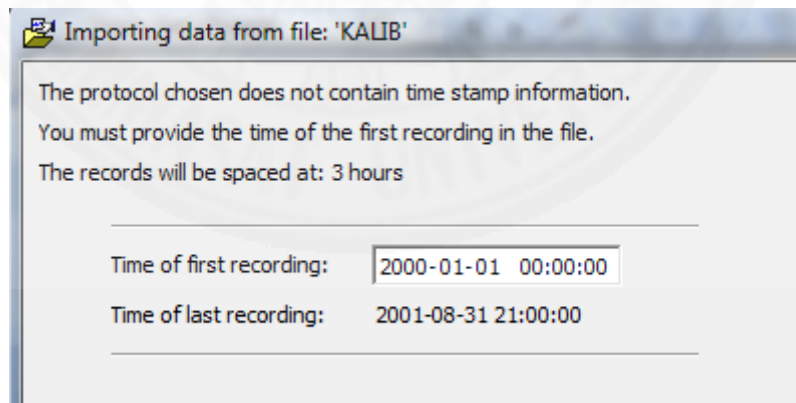 Importing data from file: 'KALIB'
The protocol chosen does not contain time stamp information.
You must provide the time of the first recording in the file.
The records will be spaced at: 3 hours
Time of first recording: 2000-01-01 00:00:00
Time of last recording: 2001-08-31 21:00:00